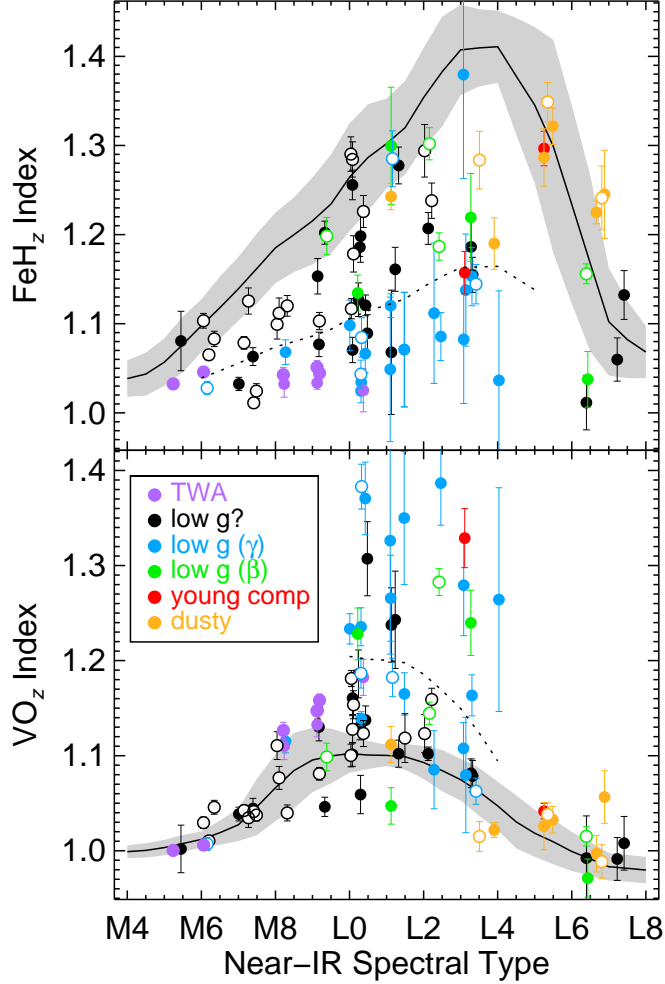 1.4
1.3
1.2
1.1
1.0
FeH_z Index
1.4
1.3
1.2
1.1
1.0
VO_z Index
TWA
low g?
low g (γ)
low g (β)
young comp
dusty
M4 M6 M8 L0 L2 L4 L6 L8
Near-IR Spectral Type